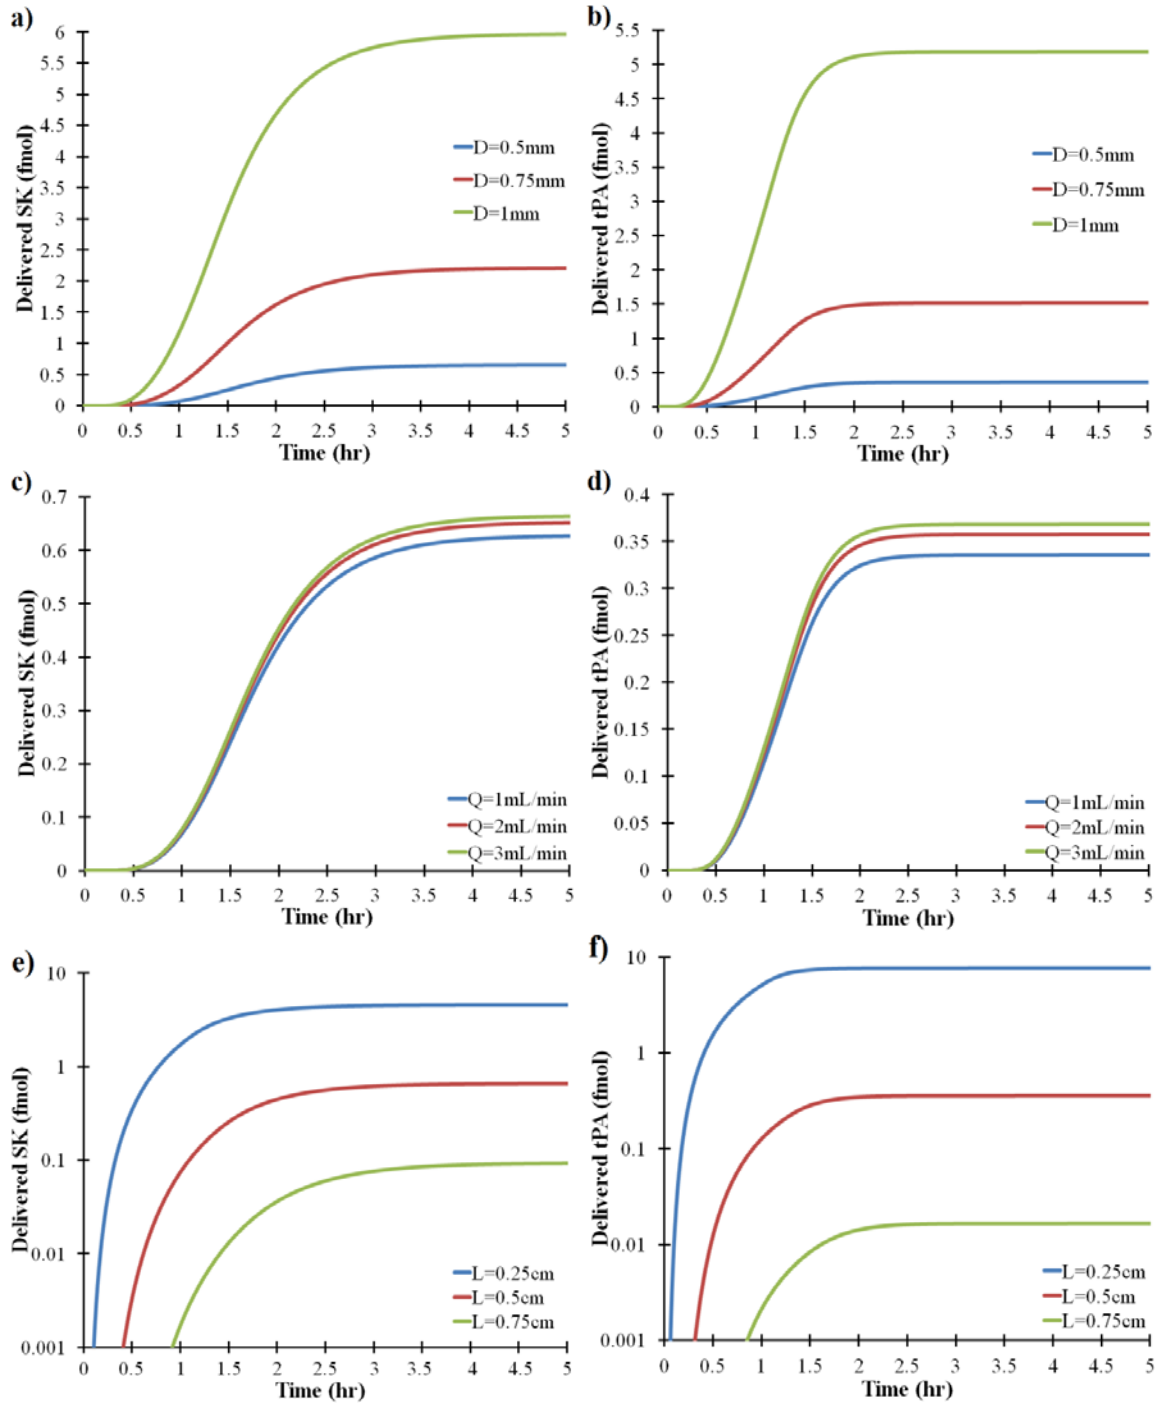 a)
6
5.5
5
4.5
4
3.5
3
2.5
2
1.5
1
0.5
0
Delivered SK (fmol)
D=0.5mm
D=0.75mm
D=1mm
0 0.5 1 1.5 2 2.5 3 3.5 4 4.5 5
Time (hr)
b)
5.5
5
4.5
4
3.5
3
2.5
2
1.5
1
0.5
0
Delivered tPA (fmol)
D=0.5mm
D=0.75mm
D=1mm
0 0.5 1 1.5 2 2.5 3 3.5 4 4.5 5
Time (hr)
c)
0.7
0.6
0.5
0.4
0.3
0.2
0.1
0
Delivered SK (fmol)
Q=1mL/min
Q=2mL/min
Q=3mL/min
0 0.5 1 1.5 2 2.5 3 3.5 4 4.5 5
Time (hr)
d)
0.4
0.35
0.3
0.25
0.2
0.15
0.1
0.05
0
Delivered tPA (fmol)
Q=1mL/min
Q=2mL/min
Q=3mL/min
0 0.5 1 1.5 2 2.5 3 3.5 4 4.5 5
Time (hr)
e)
10
1
0.1
0.01
0.001
Delivered SK (fmol)
L=0.25cm
L=0.5cm
L=0.75cm
0 0.5 1 1.5 2 2.5 3 3.5 4 4.5 5
Time (hr)
f)
10
1
0.1
0.01
0.001
Delivered tPA (fmol)
L=0.25cm
L=0.5cm
L=0.75cm
0 0.5 1 1.5 2 2.5 3 3.5 4 4.5 5
Time (hr)